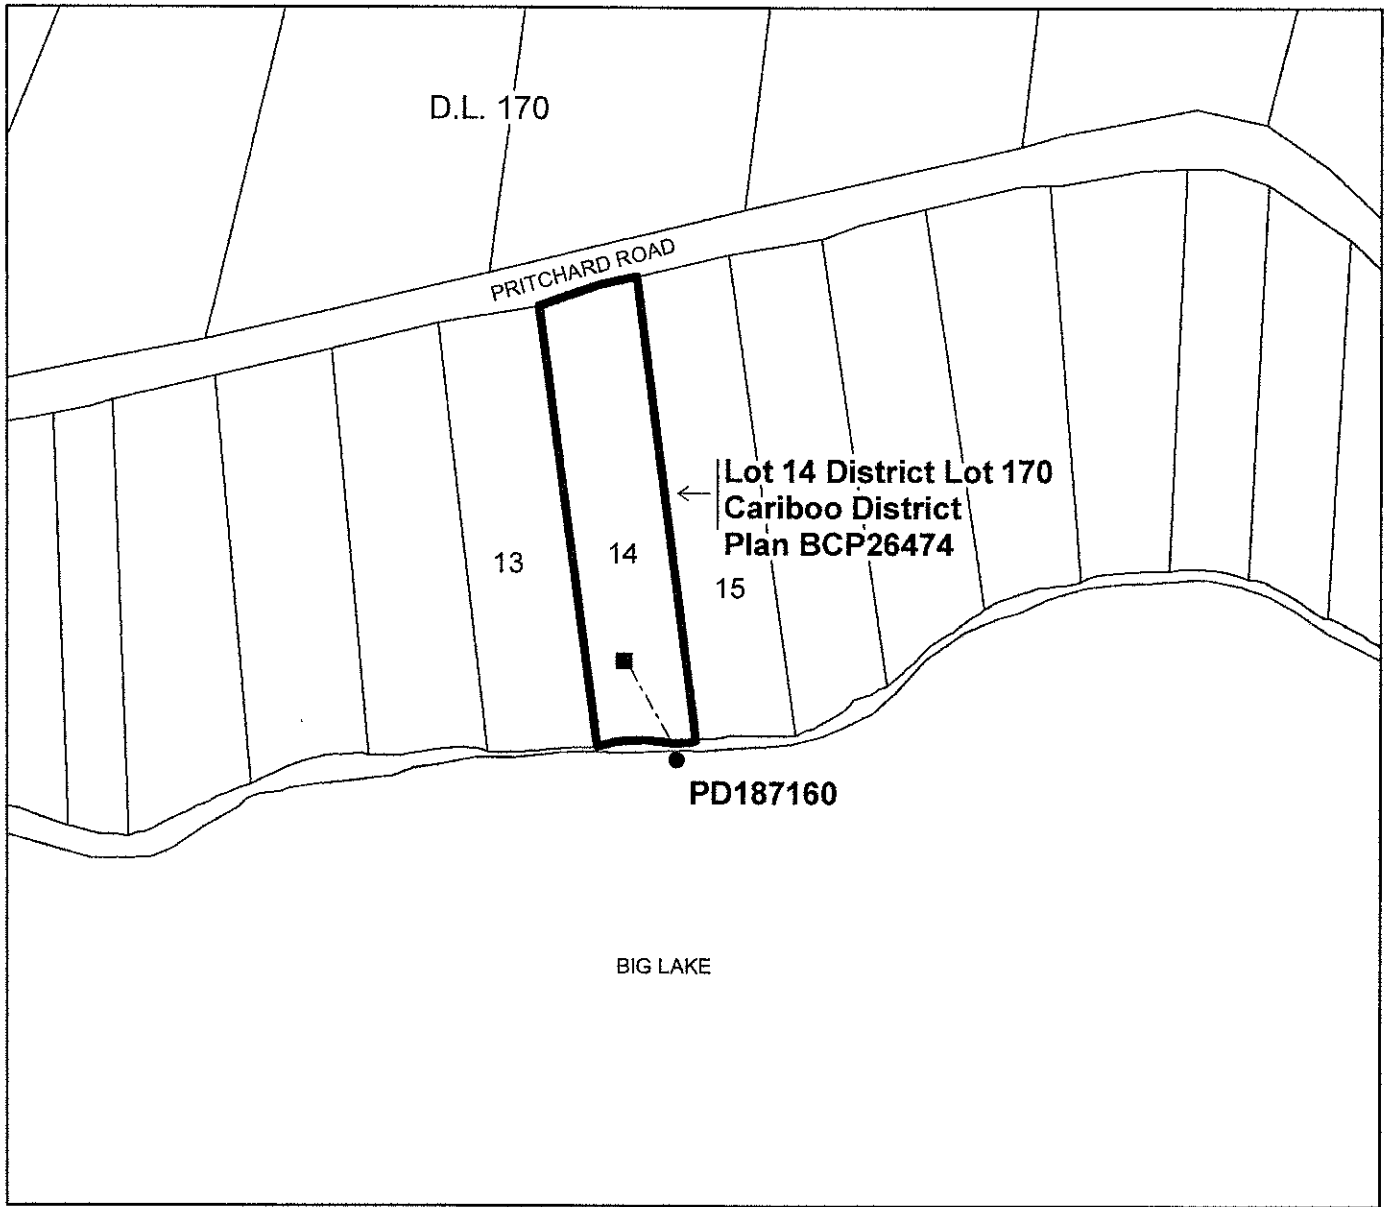 D.L. 170
PRITCHARD ROAD
Lot 14 District Lot 170
Cariboo District
Plan BCP26474
13
14
15
PD187160
BIG LAKE